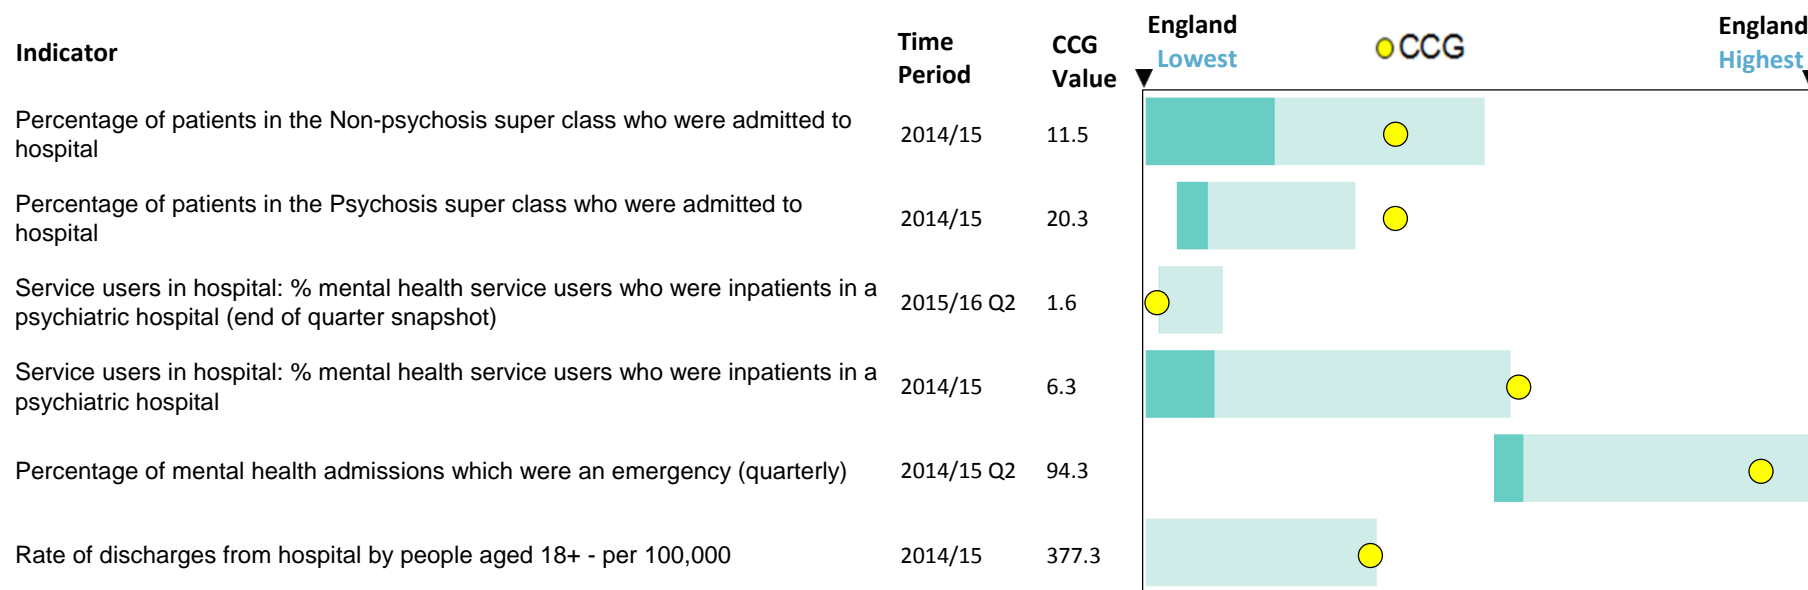 Indicator
Time Period
CCG Value
England Lowest
CCG
England Highest
Percentage of patients in the Non-psychosis super class who were admitted to
hospital
2014/15
11.5
Percentage of patients in the Psychosis super class who were admitted to
hospital
2014/15
20.3
Service users in hospital: % mental health service users who were inpatients in a
psychiatric hospital (end of quarter snapshot)
2015/16 Q2
1.6
Service users in hospital: % mental health service users who were inpatients in a
psychiatric hospital
2014/15
6.3
Percentage of mental health admissions which were an emergency (quarterly)
2014/15 Q2
94.3
Rate of discharges from hospital by people aged 18+ - per 100,000
2014/15
377.3